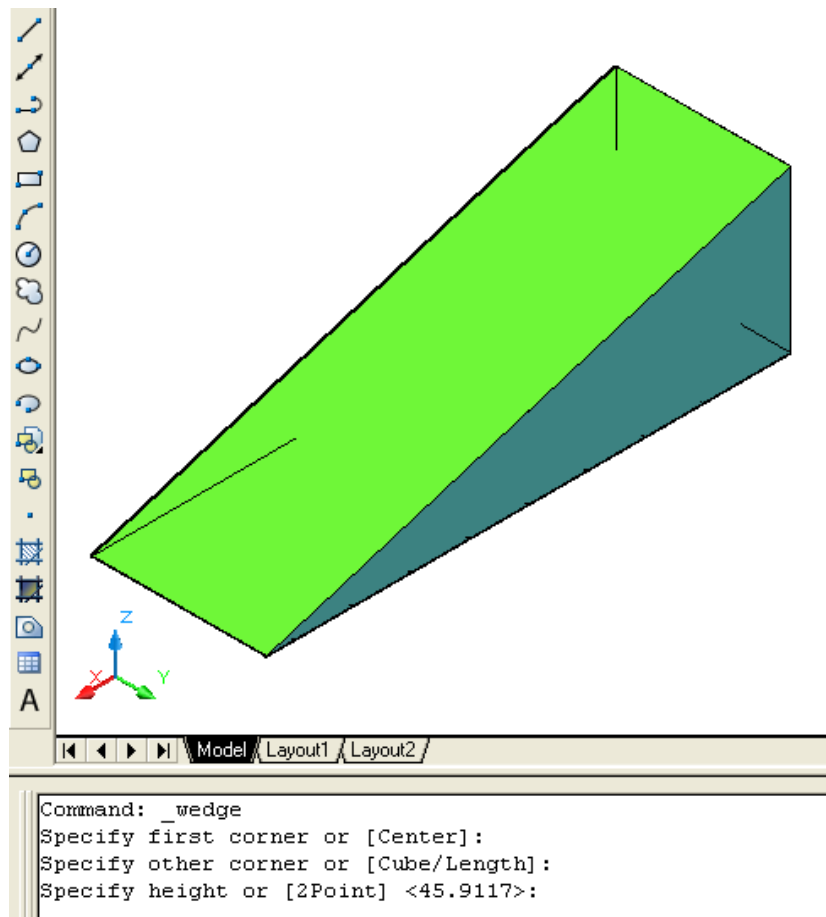 A
Z
X
Y
Model Layout1 Layout2
Command: _wedge
Specify first corner or [Center]:
Specify other corner or [Cube/Length]:
Specify height or [2Point] <45.9117>: